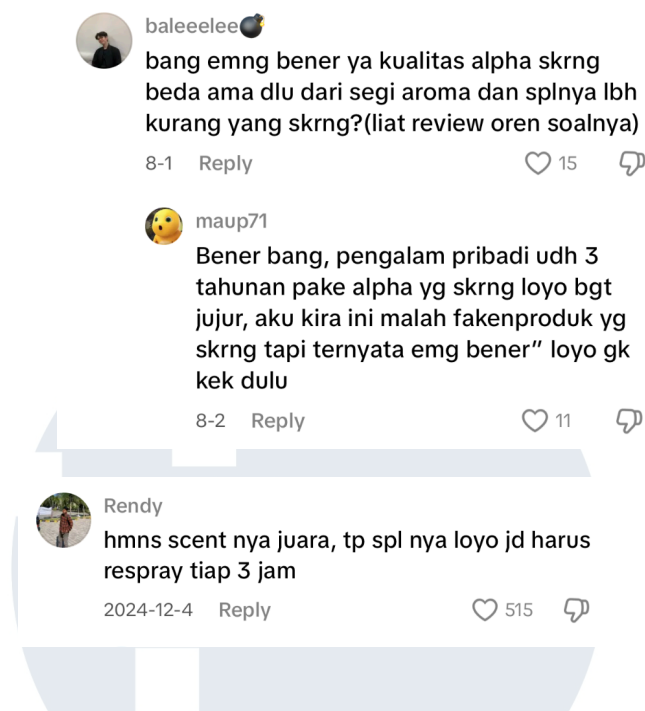 baleeelee💣
bang emng bener ya kualitas alpha skrng
beda ama dlu dari segi aroma dan splnya lbh
kurang yang skrng?(liat review oren soalnya)
8-1 Reply 15
maup71
Bener bang, pengalam pribadi udh 3
tahunan pake alpha yg skrng loyo bgt
jujur, aku kira ini malah fakenproduk yg
skrng tapi ternyata emg bener” loyo gk
kek dulu
8-2 Reply 11
Rendy
hmns scent nya juara, tp spl nya loyo jd harus
respray tiap 3 jam
2024-12-4 Reply 515